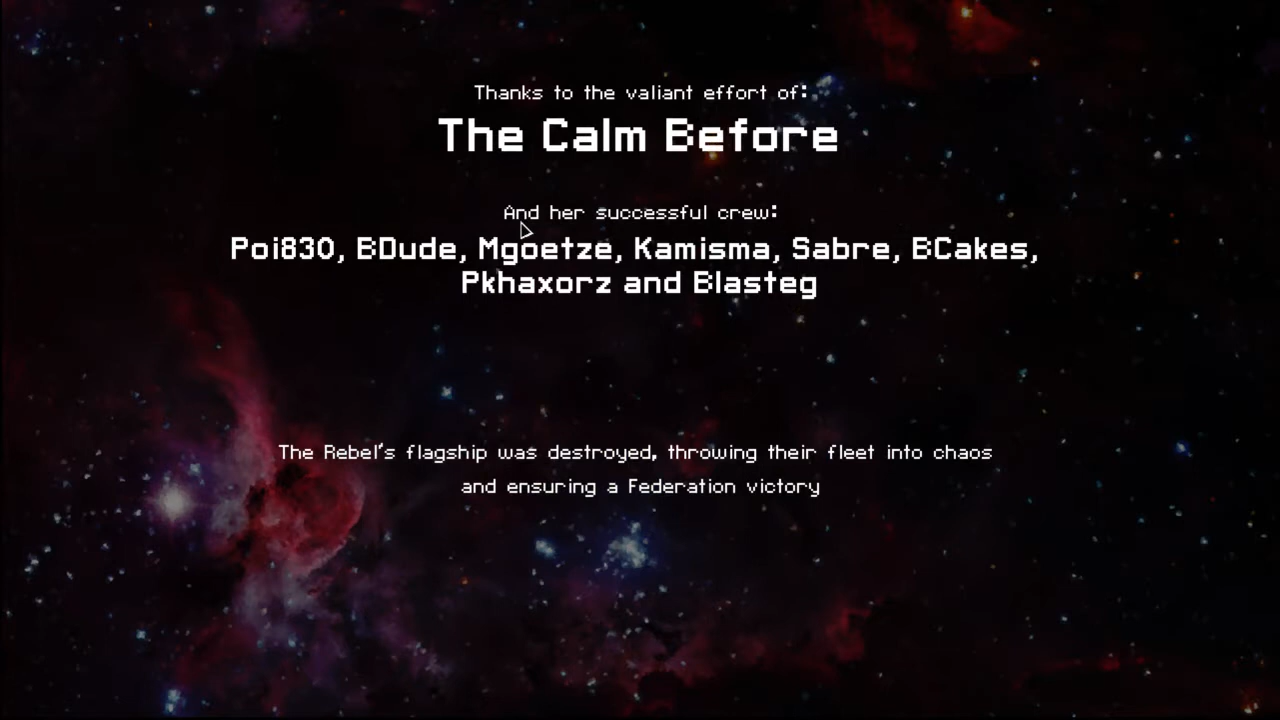 Thanks to the valiant effort of:
The Calm Before
And her successful crew:
Poi830, BDude, Mgoetze, Kamisma, Sabre, BCakes,
Pkhaxorz and Blasteg
The Rebel's flagship was destroyed, throwing their fleet into chaos
and ensuring a Federation victory